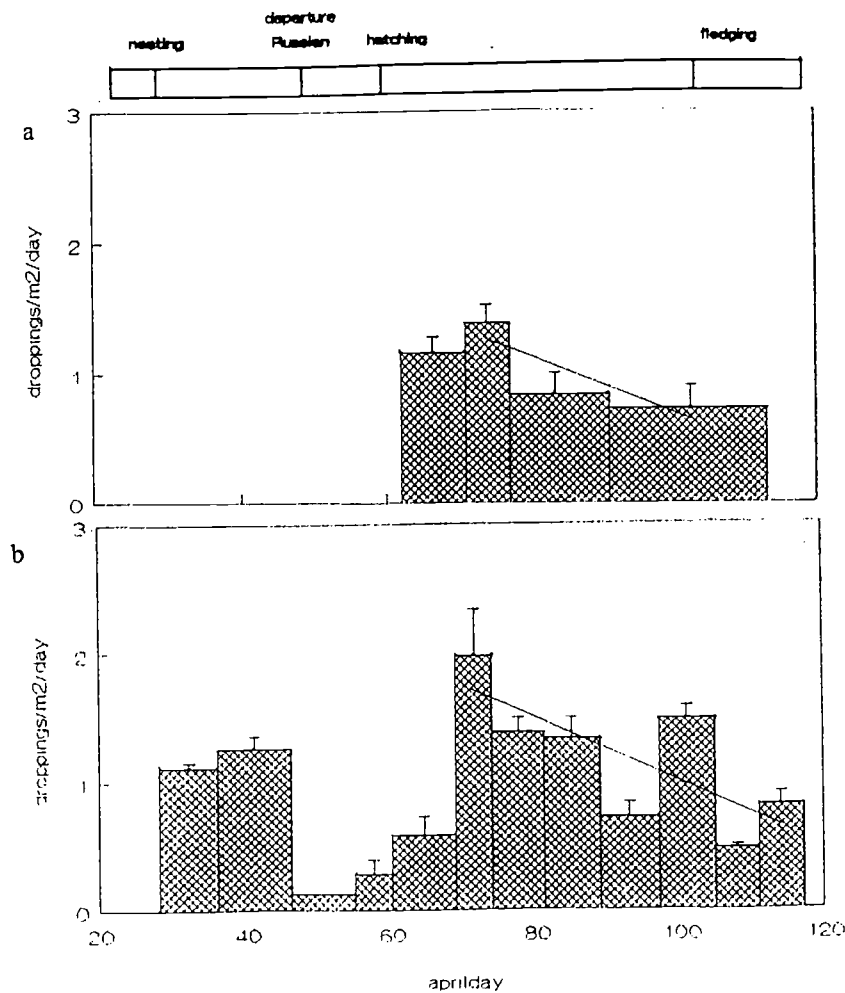 departure
nesting Russian hatching fledging
a
3
2
1
0
droppings/m2/day
b
3
2
1
0
droppings/m2/day
20 40 60 80 100 120
aprilday